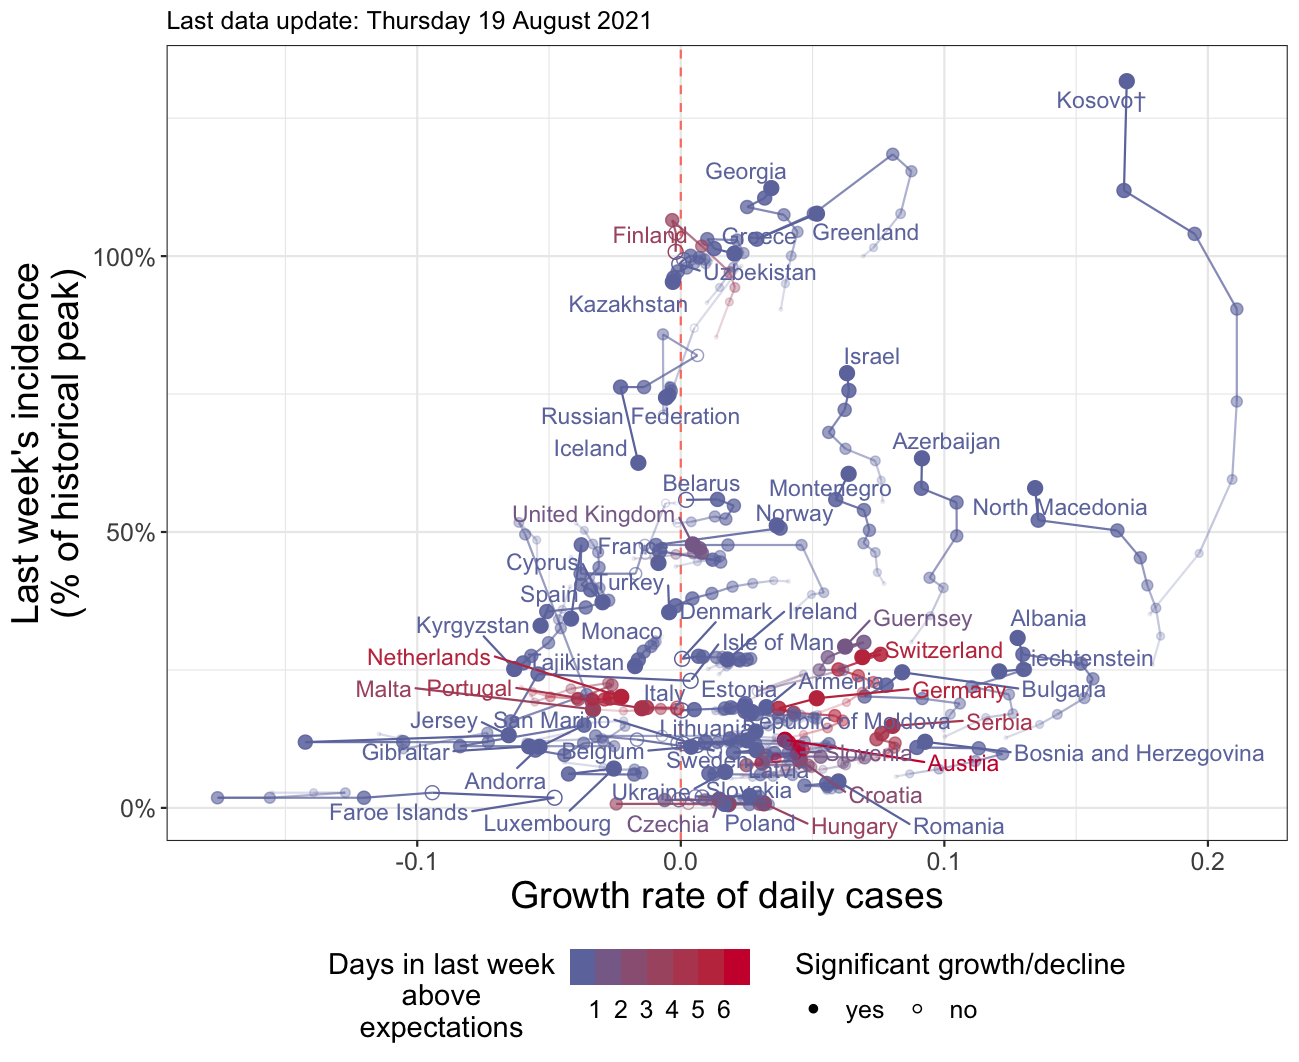 Last data update: Thursday 19 August 2021
Last week's incidence
(% of historical peak)
100%
50%
0%
Kosovo†
Georgia
Finland
Greece
Greenland
Uzbekistan
Kazakhstan
Israel
Russian Federation
Iceland
Azerbaijan
Belarus
Montenegro
North Macedonia
United Kingdom
Norway
France
Cyprus
Turkey
Spain
Denmark
Ireland
Guernsey
Albania
Kyrgyzstan
Monaco
Isle of Man
Switzerland
Netherlands
Tajikistan
Liechtenstein
Malta
Portugal
Italy
Estonia
Armenia
Germany
Bulgaria
Jersey
San Marino
Lithuania
Republic of Moldova
Serbia
Gibraltar
Belgium
Sweden
Slovenia
Austria
Bosnia and Herzegovina
Andorra
Latvia
Ukraine
Slovakia
Croatia
Faroe Islands
Luxembourg
Czechia
Poland
Hungary
Romania
-0.1
0.0
0.1
0.2
Growth rate of daily cases
Days in last week
above
expectations
1 2 3 4 5 6
Significant growth/decline
yes
no